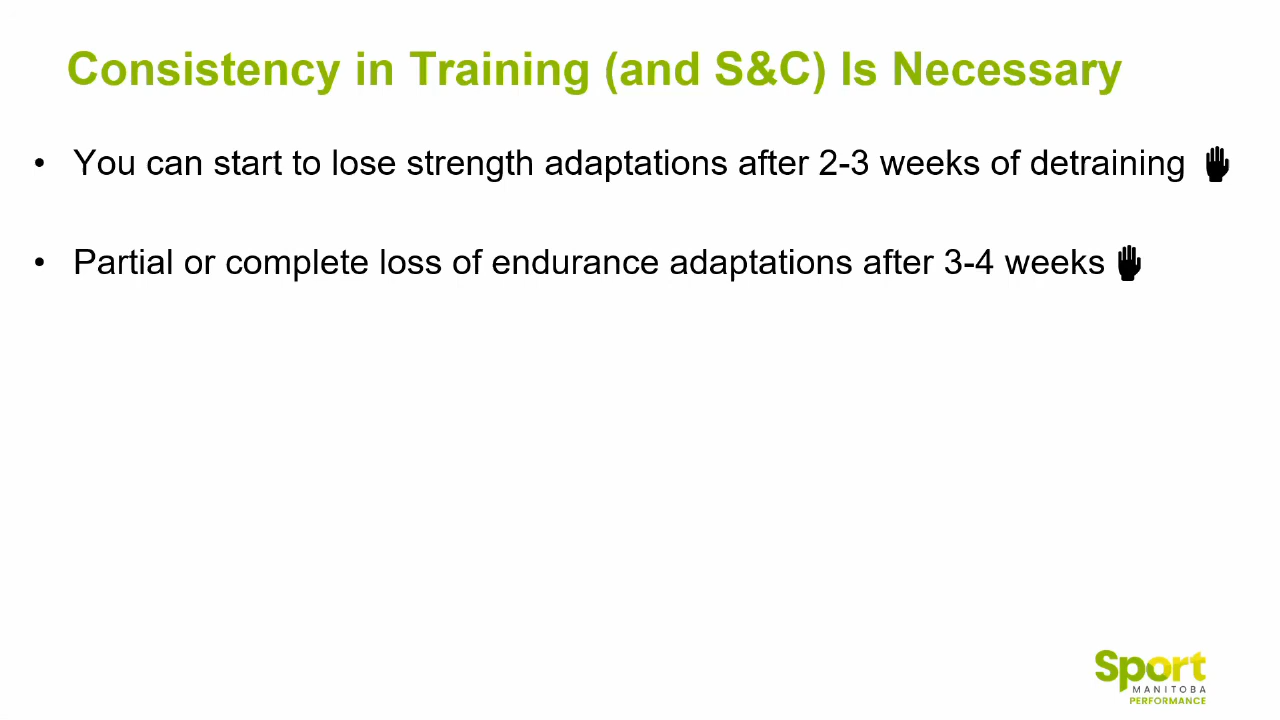 Consistency in Training (and S&C) Is Necessary
• You can start to lose strength adaptations after 2-3 weeks of detraining
• Partial or complete loss of endurance adaptations after 3-4 weeks
Sport
MANITOBA
PERFORMANCE